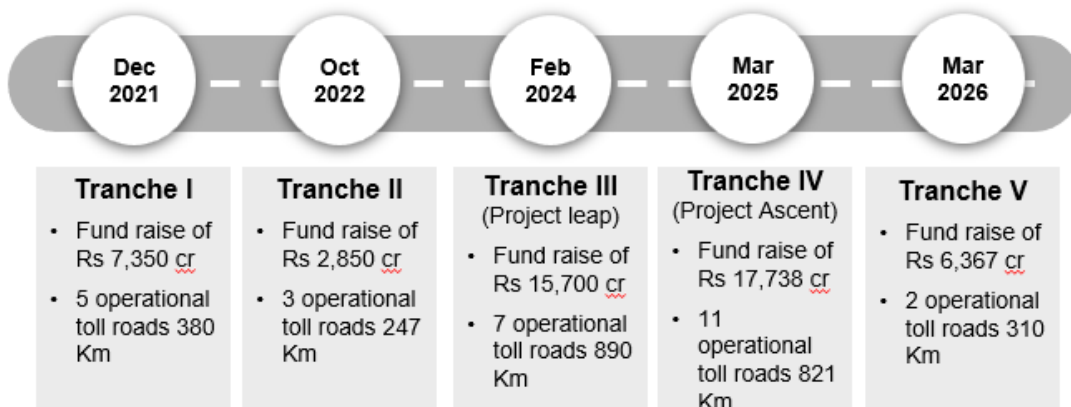 Dec
2021
Oct
2022
Feb
2024
Mar
2025
Mar
2026
Tranche I
• Fund raise of
Rs 7,350 cr
• 5 operational
toll roads 380
Km
Tranche II
• Fund raise of
Rs 2,850 cr
• 3 operational
toll roads 247
Km
Tranche III
(Project leap)
• Fund raise of
Rs 15,700 cr
• 7 operational
toll roads 890
Km
Tranche IV
(Project Ascent)
• Fund raise of
Rs 17,738 cr
• 11
operational
toll roads 821
Km
Tranche V
• Fund raise of
Rs 6,367 cr
• 2 operational
toll roads 310
Km